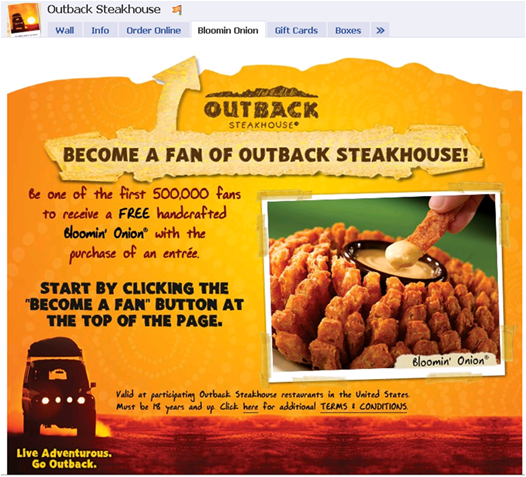 Outback Steakhouse
Wall Info Order Online Bloomin Onion Gift Cards Boxes »
OUTBACK
STEAKHOUSE®
BECOME A FAN OF OUTBACK STEAKHOUSE!
Be one of the first 500,000 fans
to receive a FREE handcrafted
Bloomin' Onion® with the
purchase of an entrée.
START BY CLICKING THE
"BECOME A FAN" BUTTON AT
THE TOP OF THE PAGE.
Bloomin' Onion®
Valid at participating Outback Steakhouse restaurants in the United States.
Must be 18 years and up. Click here for additional TERMS & CONDITIONS.
Live Adventurous.
Go Outback.